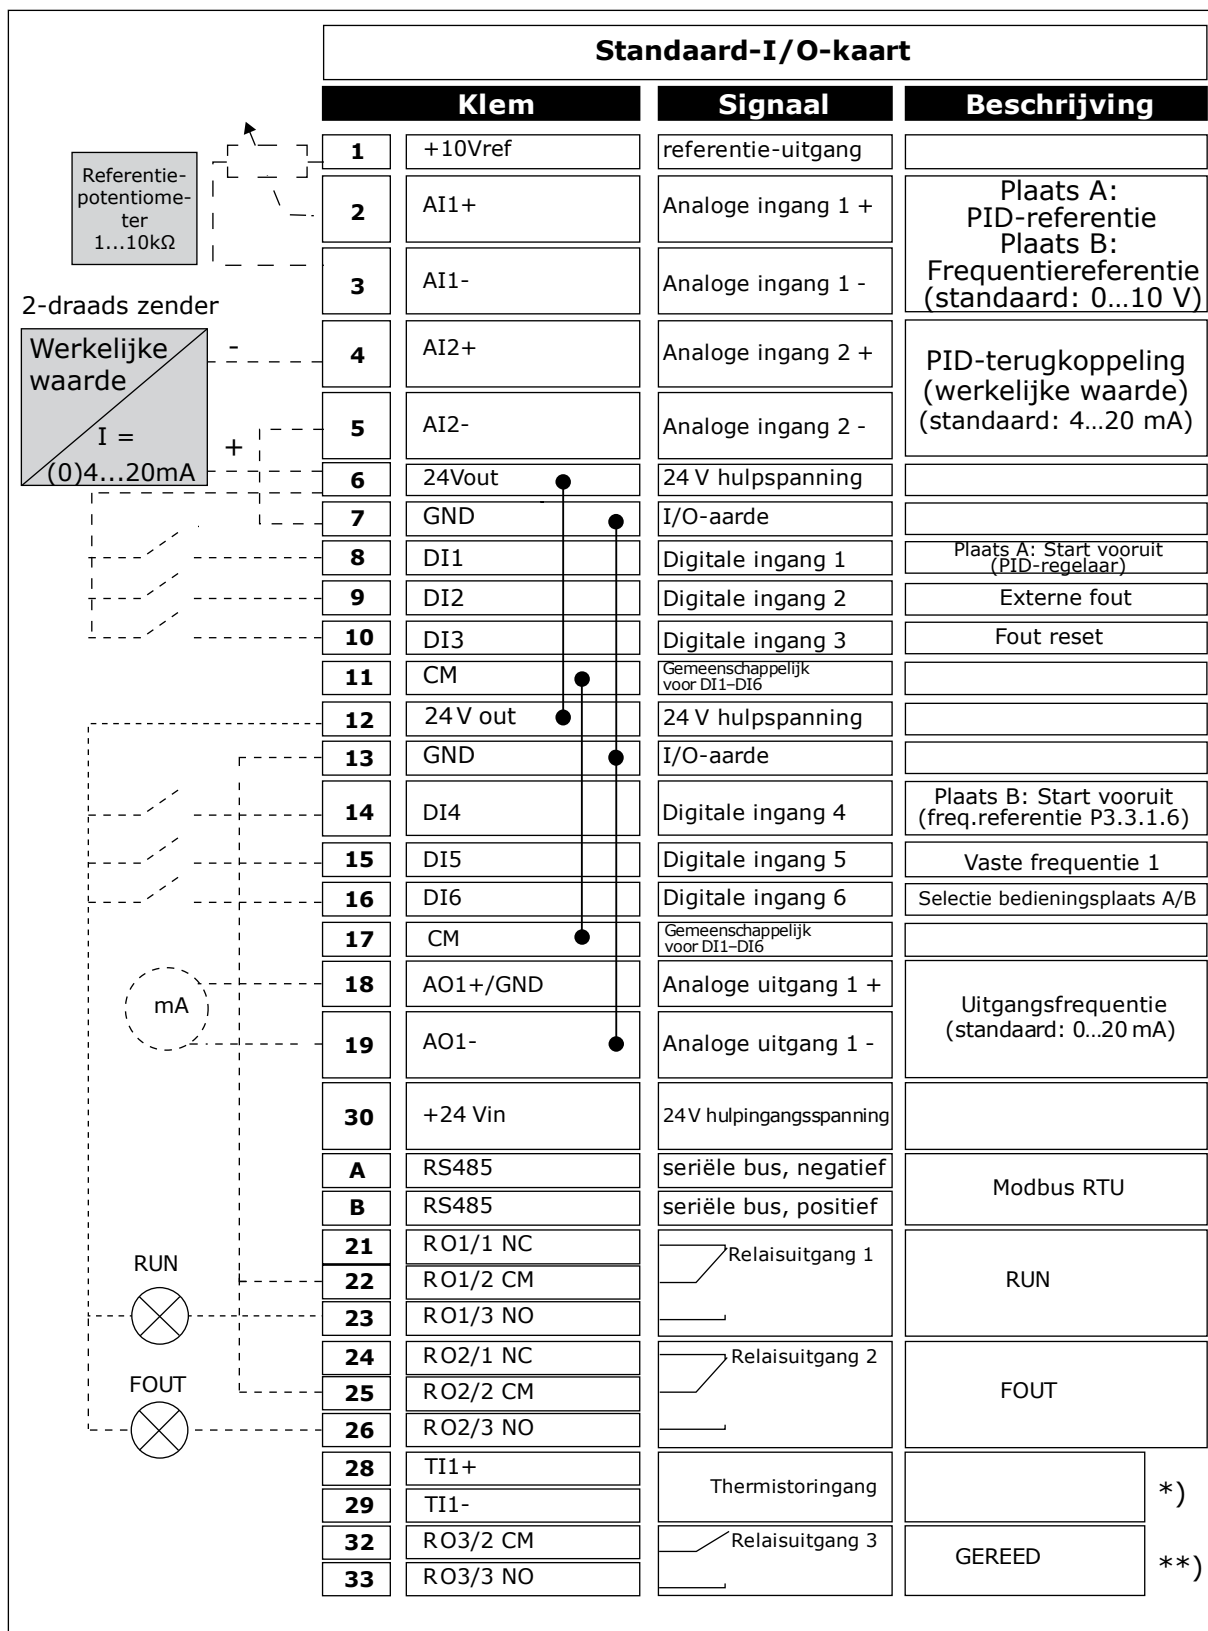 Standaard-I/O-kaart
Klem Signaal Beschrijving
Referentie-
potentiome-
ter
1...10kΩ
1 +10Vref referentie-uitgang
2 AI1+ Analoge ingang 1 +
3 AI1- Analoge ingang 1 -
Plaats A:
PID-referentie
Plaats B:
Frequentiereferentie
(standaard: 0...10 V)
2-draads zender
Werkelijke
waarde
I =
(0)4...20mA
-
+
4 AI2+ Analoge ingang 2 +
5 AI2- Analoge ingang 2 -
PID-terugkoppeling
(werkelijke waarde)
(standaard: 4...20 mA)
6 24Vout 24 V hulpspanning
7 GND I/O-aarde
8 DI1 Digitale ingang 1
Plaats A: Start vooruit
(PID-regelaar)
9 DI2 Digitale ingang 2 Externe fout
10 DI3 Digitale ingang 3 Fout reset
11 CM
Gemeenschappelijk
voor DI1–DI6
12 24 V out 24 V hulpspanning
13 GND I/O-aarde
14 DI4 Digitale ingang 4
Plaats B: Start vooruit
(freq.referentie P3.3.1.6)
15 DI5 Digitale ingang 5 Vaste frequentie 1
16 DI6 Digitale ingang 6 Selectie bedieningsplaats A/B
17 CM
Gemeenschappelijk
voor DI1–DI6
mA
18 AO1+/GND Analoge uitgang 1 +
19 AO1- Analoge uitgang 1 -
Uitgangsfrequentie
(standaard: 0...20 mA)
30 +24 Vin 24 V hulpingangsspanning
A RS485 seriële bus, negatief
B RS485 seriële bus, positief
Modbus RTU
RUN
21 RO1/1 NC Relaisuitgang 1
22 RO1/2 CM RUN
23 RO1/3 NO
FOUT
24 RO2/1 NC Relaisuitgang 2
25 RO2/2 CM FOUT
26 RO2/3 NO
28 TI1+
29 TI1-
Thermistoringang *)
32 RO3/2 CM Relaisuitgang 3
33 RO3/3 NO
GEREED **)